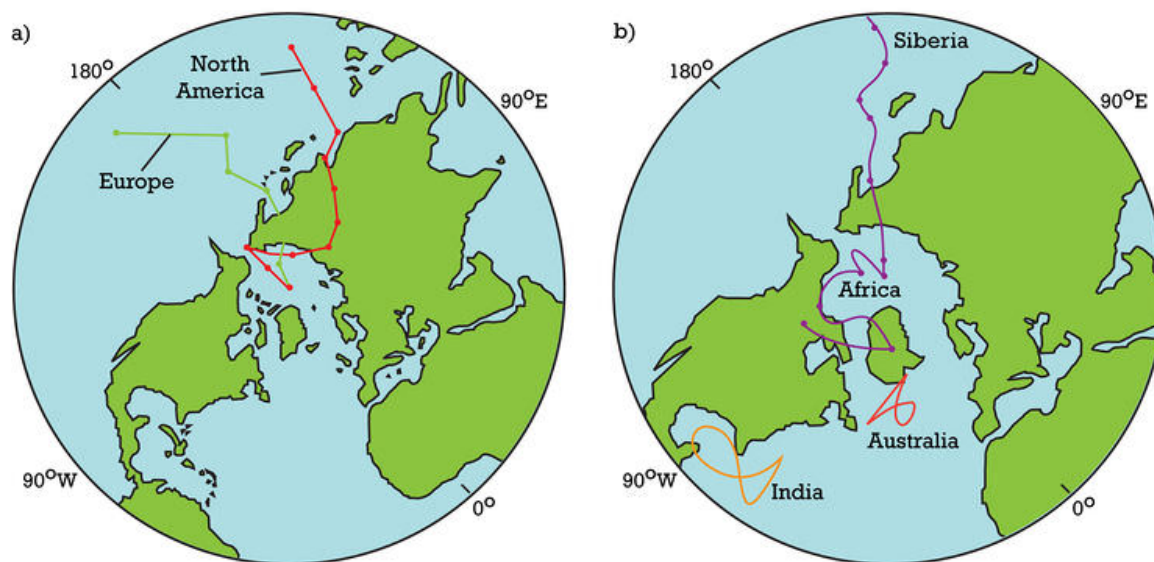 a)
North
America
180°
90°E
Europe
90°W
0°
b)
Siberia
180°
90°E
Africa
Australia
90°W
India
0°